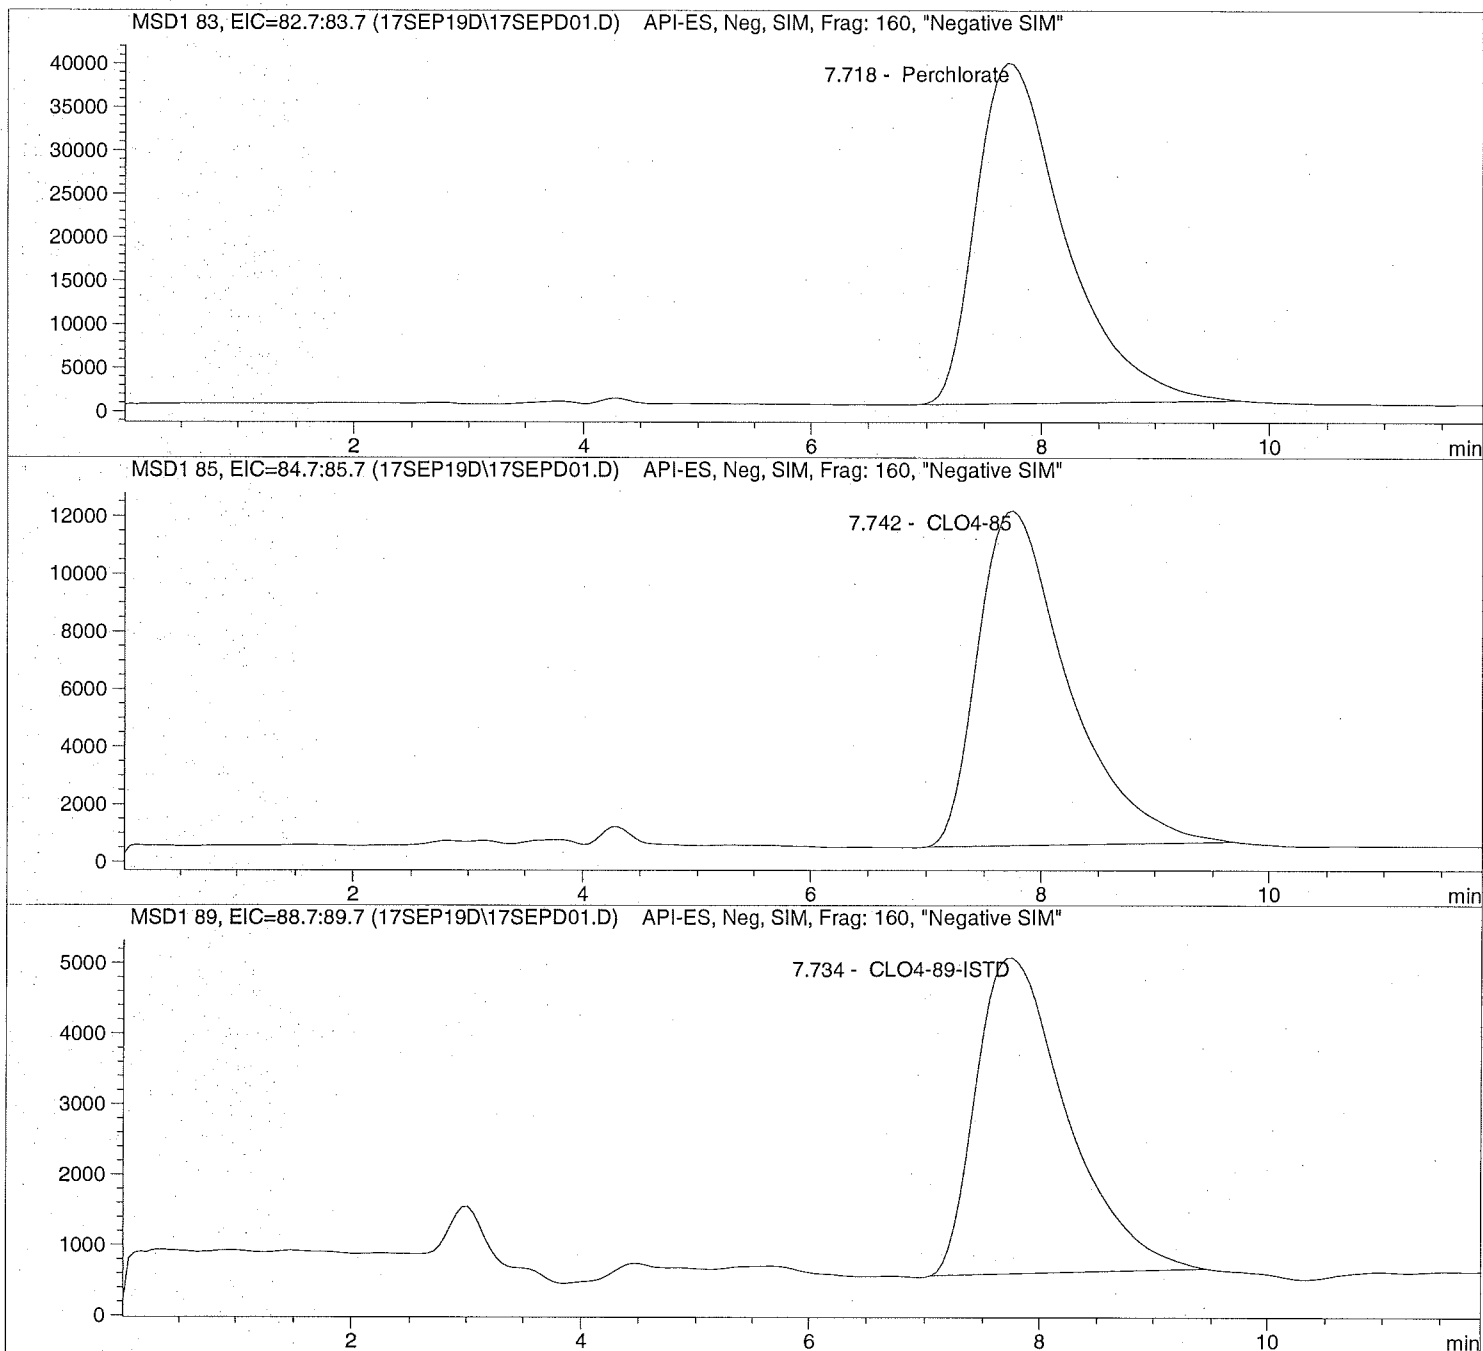 MSD1 83, EIC=82.7:83.7 (17SEP19D\17SEPD01.D)    API-ES, Neg, SIM, Frag: 160, "Negative SIM"
40000
7.718 -  Perchlorate
35000
30000
25000
20000
15000
10000
5000
0
2 4 6 8 10 min
MSD1 85, EIC=84.7:85.7 (17SEP19D\17SEPD01.D)    API-ES, Neg, SIM, Frag: 160, "Negative SIM"
12000
7.742 -  CLO4-85
10000
8000
6000
4000
2000
0
2 4 6 8 10 min
MSD1 89, EIC=88.7:89.7 (17SEP19D\17SEPD01.D)    API-ES, Neg, SIM, Frag: 160, "Negative SIM"
5000
7.734 -  CLO4-89-ISTD
4000
3000
2000
1000
0
2 4 6 8 10 min